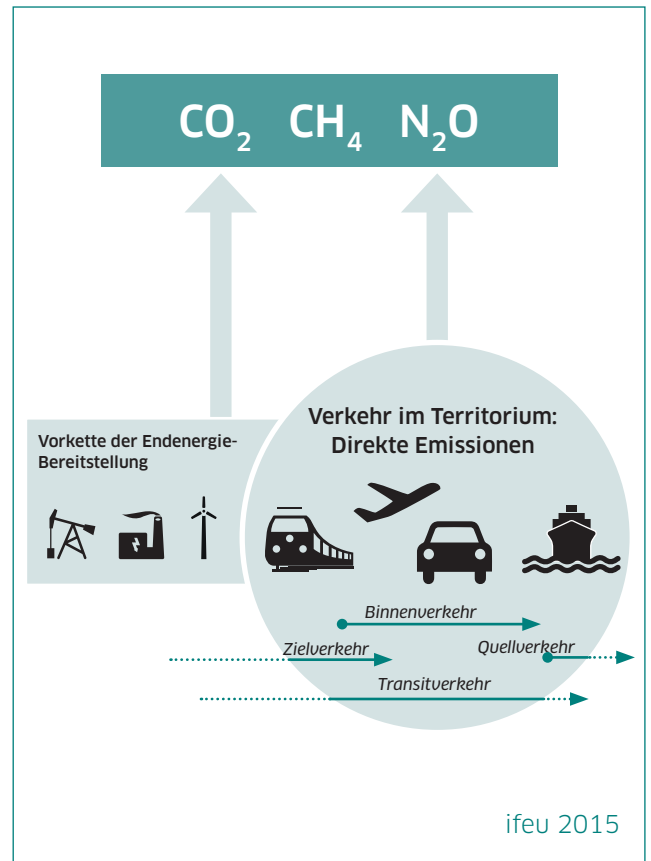 CO₂ CH₄ N₂O
Verkehr im Territorium:
Direkte Emissionen
Vorkette der Endenergie-
Bereitstellung
Binnenverkehr
Zielverkehr
Quellverkehr
Transitverkehr
ifeu 2015